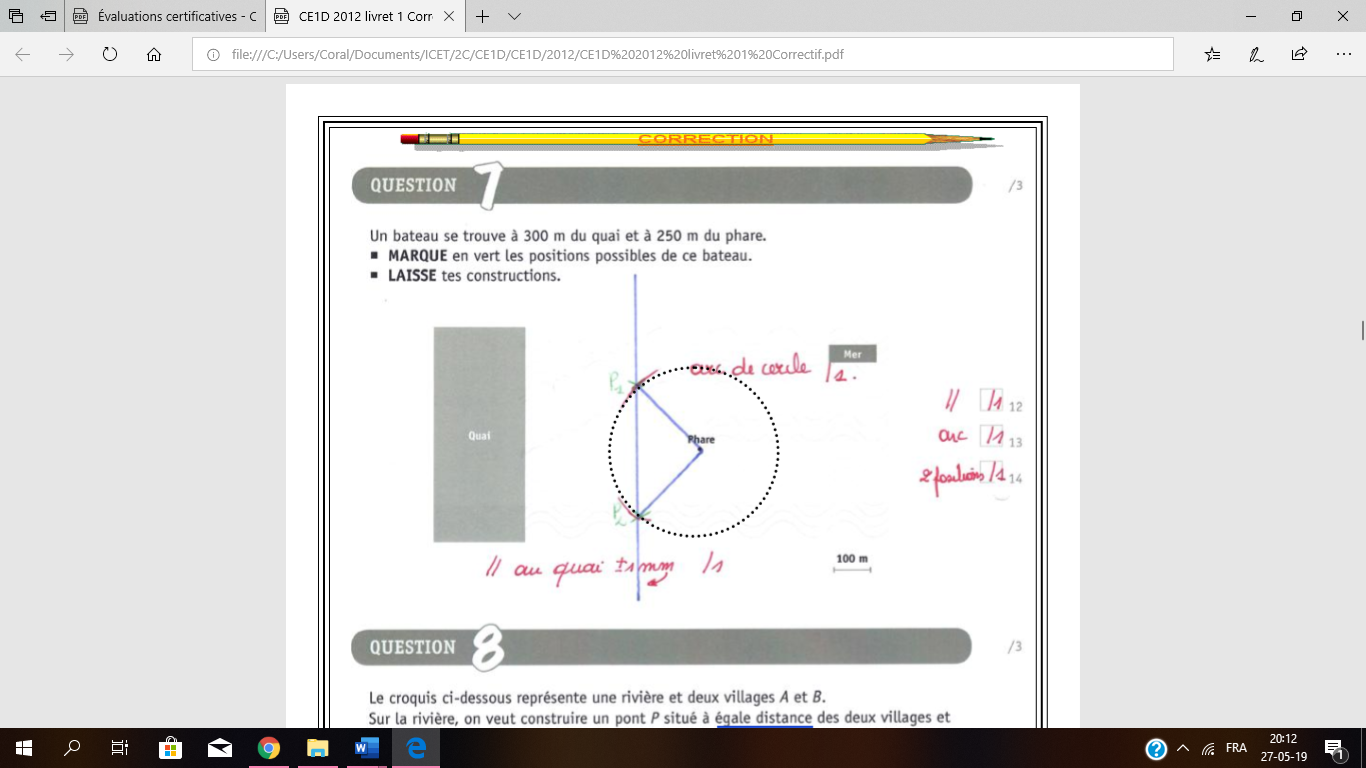 Évaluations certificatives - C
CE1D 2012 livret 1 Corr
file:///C:/Users/Coral/Documents/ICET/2C/CE1D/CE1D/2012/CE1D%202012%20livret%201%20Correctif.pdf
CORRECTION
QUESTION 7 /3
Un bateau se trouve à 300 m du quai et à 250 m du phare.
■ MARQUE en vert les positions possibles de ce bateau.
■ LAISSE tes constructions.
Mer
arc de cercle /1.
P1
// /1 12
Quai
Phare
arc /1 13
2 positions /1 14
P2
// au quai ±1mm /1
100 m
QUESTION 8 /3
Le croquis ci-dessous représente une rivière et deux villages A et B.
Sur la rivière, on veut construire un pont P situé à égale distance des deux villages et
FRA
20:12
27-05-19
1